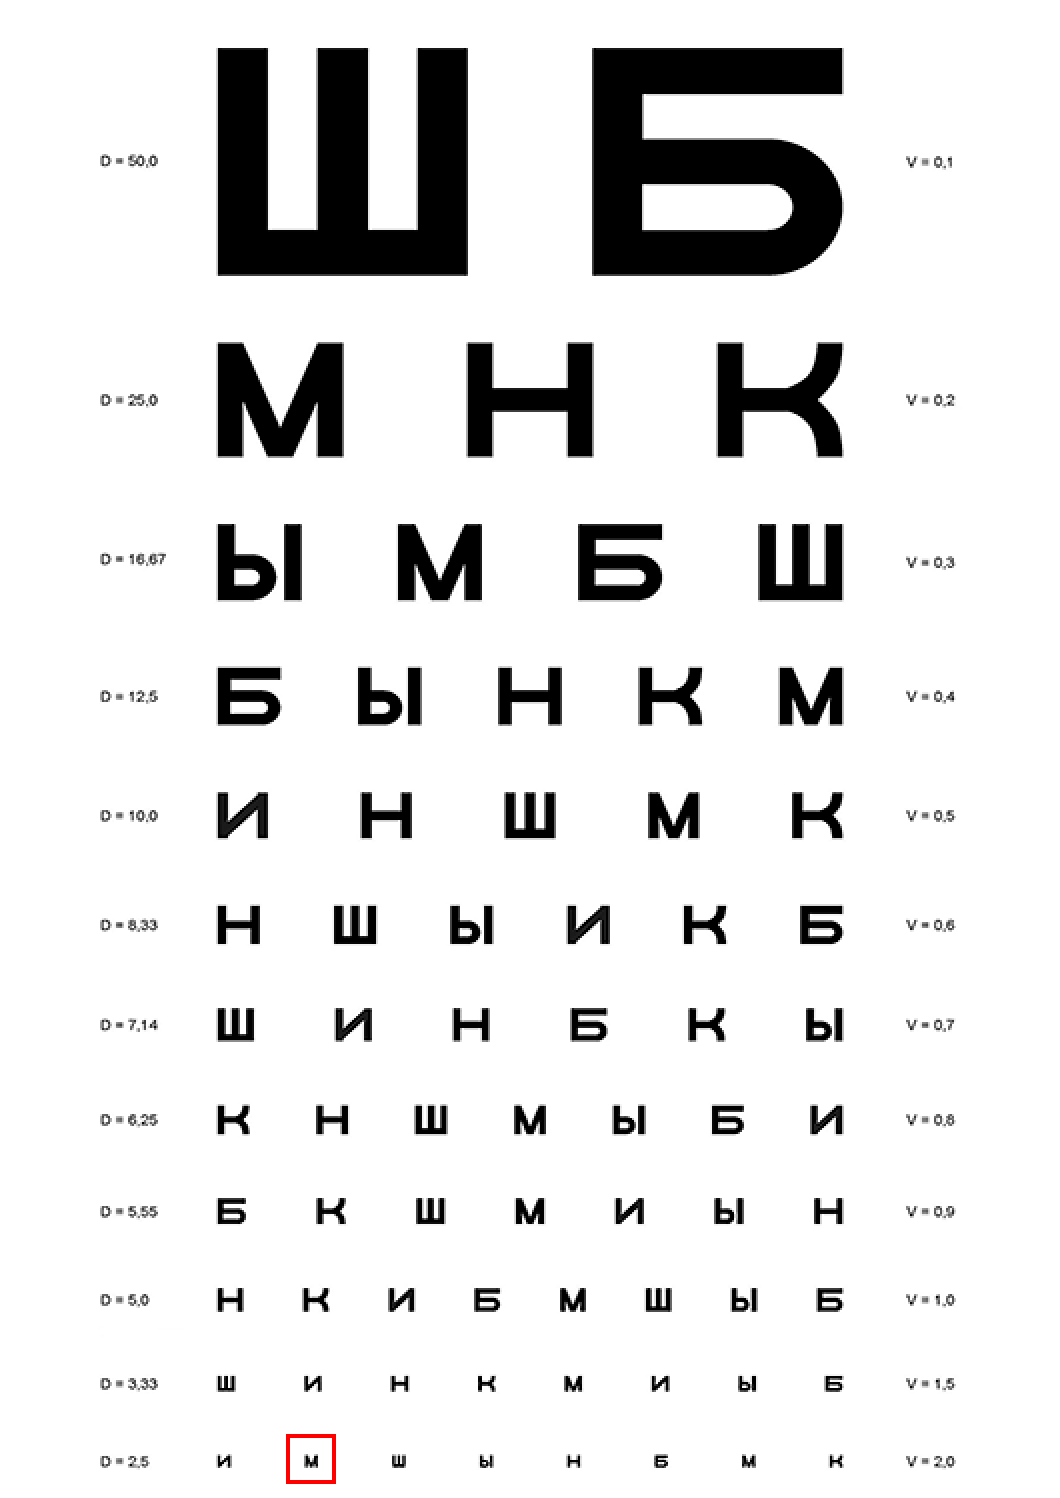 D = 50,0 Ш Б V = 0,1
D = 25,0 М Н К V = 0,2
D = 16,67 Ы М Б Ш V = 0,3
D = 12,5 Б Ы Н К М V = 0,4
D = 10,0 И Н Ш М К V = 0,5
D = 8,33 Н Ш Ы И К Б V = 0,6
D = 7,14 Ш И Н Б К Ы V = 0,7
D = 6,25 К Н Ш М Ы Б И V = 0,8
D = 5,55 Б К Ш М И Ы Н V = 0,9
D = 5,0 Н К И Б М Ш Ы Б V = 1,0
D = 3,33 Ш И Н К М И Ы Б V = 1,5
D = 2,5 И М Ш Ы Н Б М К V = 2,0